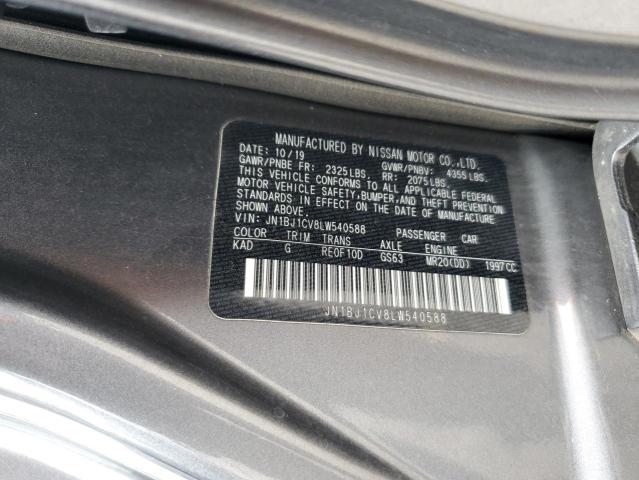 MANUFACTURED BY NISSAN MOTOR CO.,LTD.
DATE: 10/19 GVWR/PNBV: 4355 LBS.
GAWR/PNBE FR: 2325 LBS. RR: 2075 LBS.
THIS VEHICLE CONFORMS TO ALL APPLICABLE FEDERAL
MOTOR VEHICLE SAFETY,BUMPER,AND THEFT PREVENTION
STANDARDS IN EFFECT ON THE DATE OF MANUFACTURE
SHOWN ABOVE.
VIN: JN1BJ1CV8LW540588 PASSENGER CAR
COLOR TRIM TRANS AXLE ENGINE
KAD G RE0F10D GS63 MR20(DD) 1997CC
JN1BJ1CV8LW540588